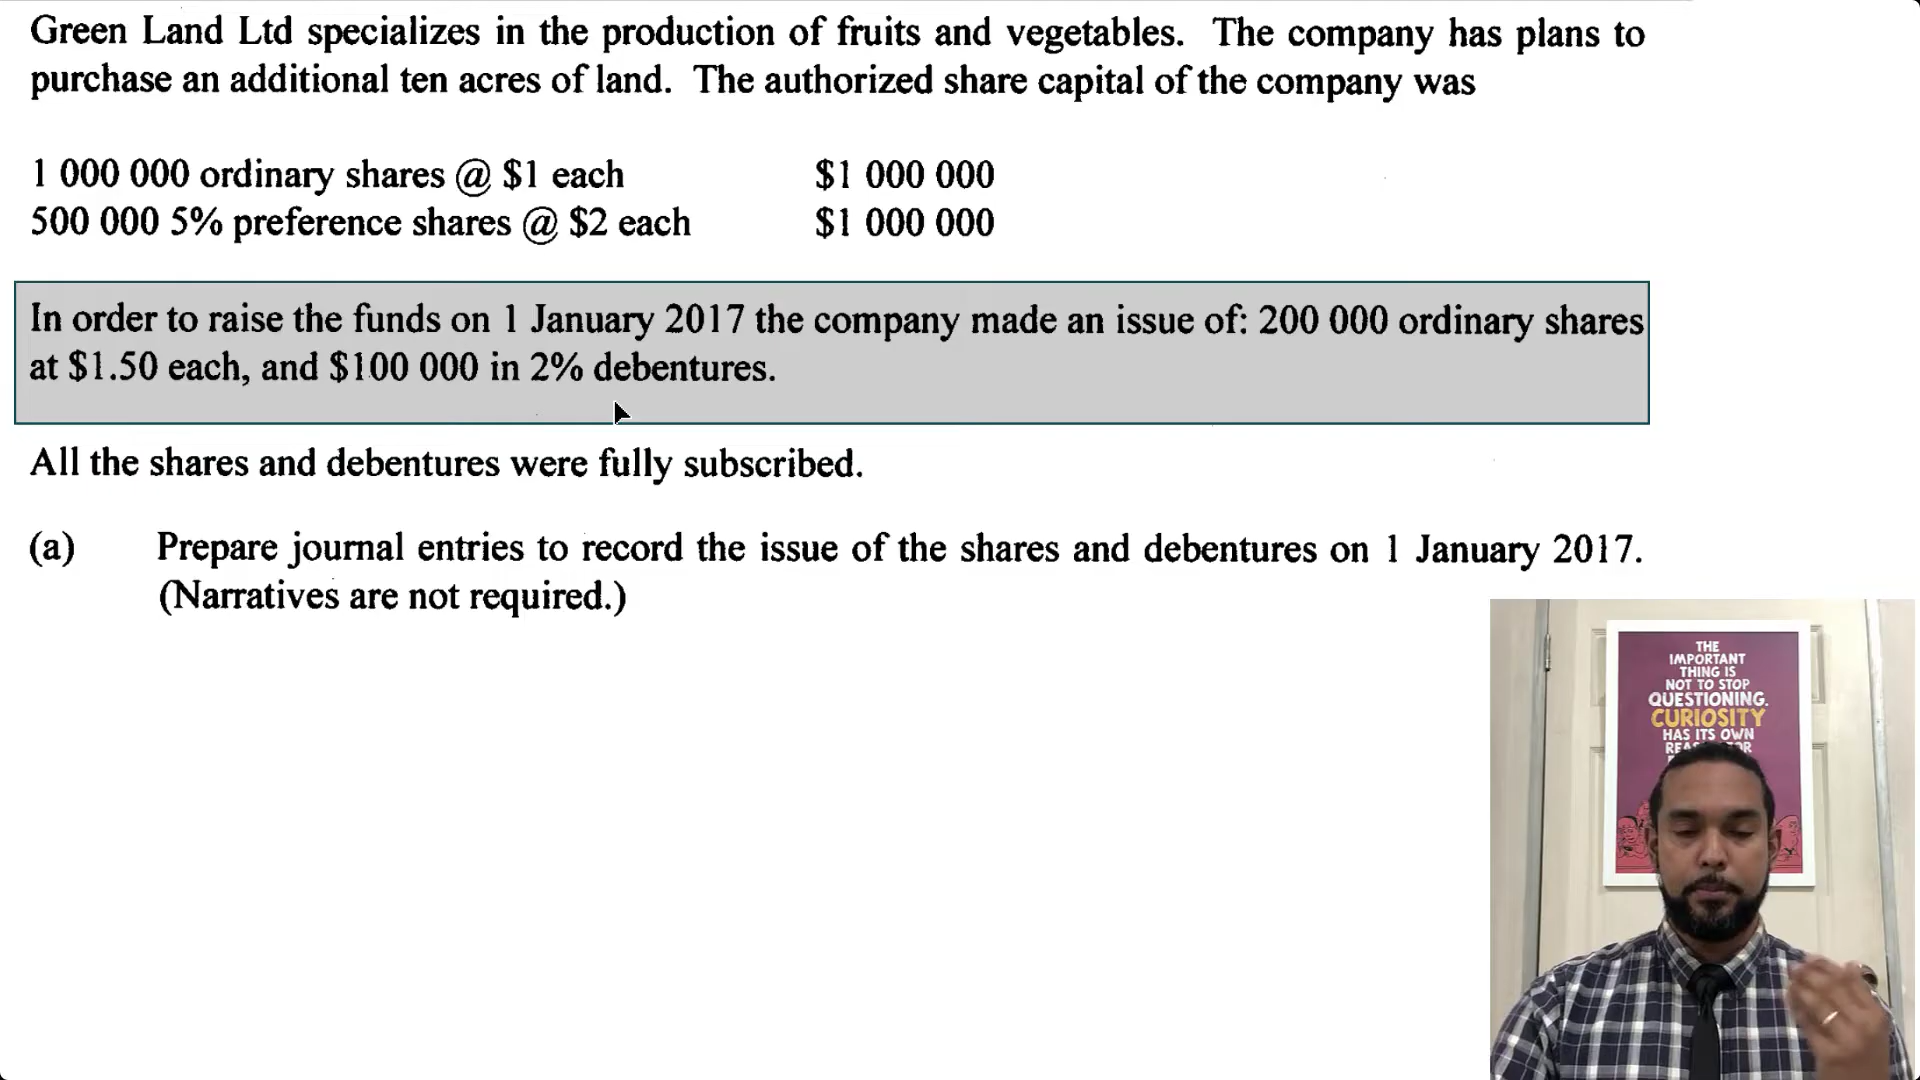 Green Land Ltd specializes in the production of fruits and vegetables. The company has plans to
purchase an additional ten acres of land. The authorized share capital of the company was
1 000 000 ordinary shares @ $1 each $1 000 000
500 000 5% preference shares @ $2 each $1 000 000
In order to raise the funds on 1 January 2017 the company made an issue of: 200 000 ordinary shares
at $1.50 each, and $100 000 in 2% debentures.
All the shares and debentures were fully subscribed.
(a) Prepare journal entries to record the issue of the shares and debentures on 1 January 2017.
(Narratives are not required.)
THE
IMPORTANT
THING IS
NOT TO STOP
QUESTIONING.
CURIOSITY
HAS ITS OWN